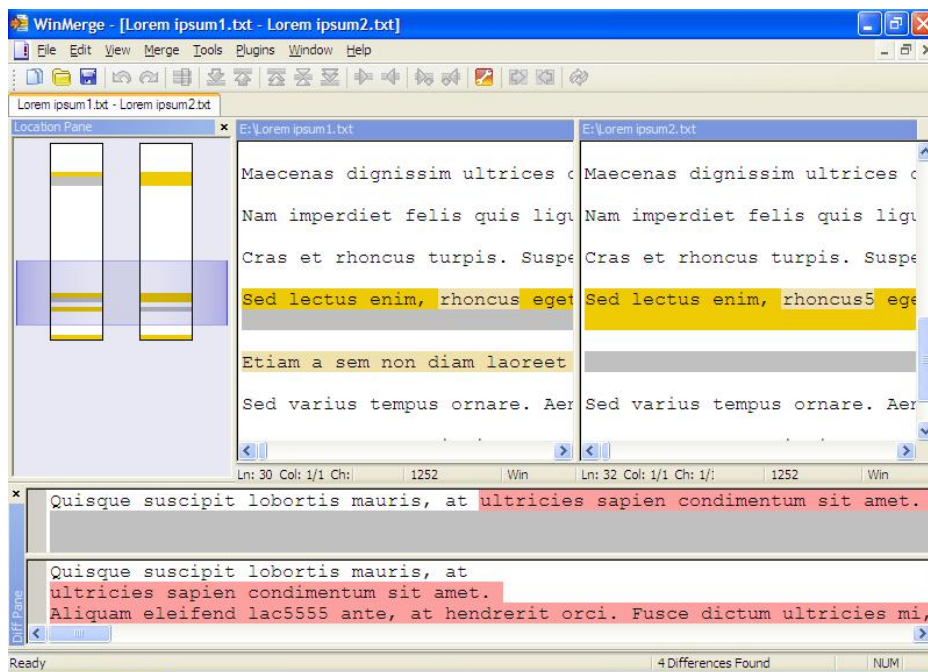 WinMerge - [Lorem ipsum1.txt - Lorem ipsum2.txt]
File Edit View Merge Tools Plugins Window Help
Lorem ipsum1.txt - Lorem ipsum2.txt
Location Pane
E:\Lorem ipsum1.txt
Maecenas dignissim ultrices
Nam imperdiet felis quis ligu
Cras et rhoncus turpis. Suspe
Sed lectus enim, rhoncus eget
Etiam a sem non diam laoreet
Sed varius tempus ornare. Aer
Ln: 30 Col: 1/1 Ch: 1252 Win
E:\Lorem ipsum2.txt
Maecenas dignissim ultrices
Nam imperdiet felis quis ligu
Cras et rhoncus turpis. Suspe
Sed lectus enim, rhoncus5 ege
Sed varius tempus ornare. Aer
Ln: 32 Col: 1/1 Ch: 1/: 1252 Win
Diff Pane
Quisque suscipit lobortis mauris, at ultricies sapien condimentum sit amet.
Quisque suscipit lobortis mauris, at
ultricies sapien condimentum sit amet.
Aliquam eleifend lac5555 ante, at hendrerit orci. Fusce dictum ultricies mi,
Ready 4 Differences Found NUM